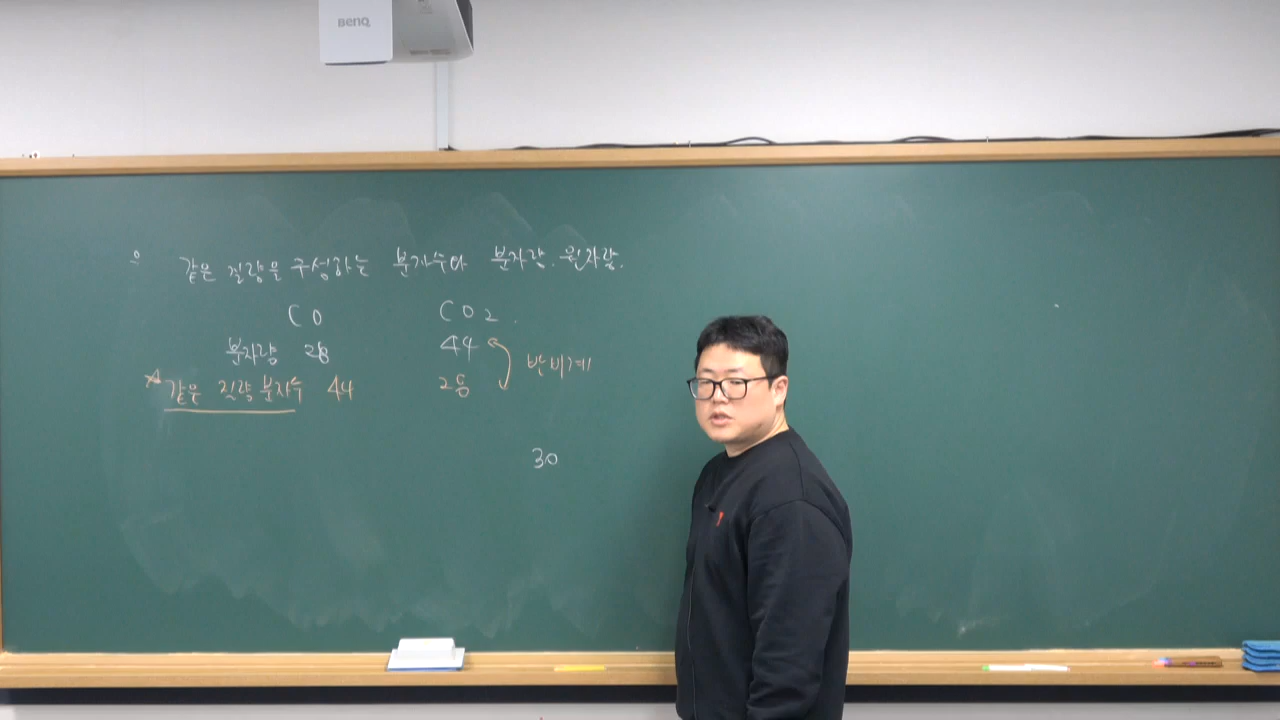 BENQ
○ 같은 질량을 구성하는 분자수와 분자량. 원자량.
CO CO2.
분자량 28 44
☆ 같은 질량 분자수 44 28 반비례
30